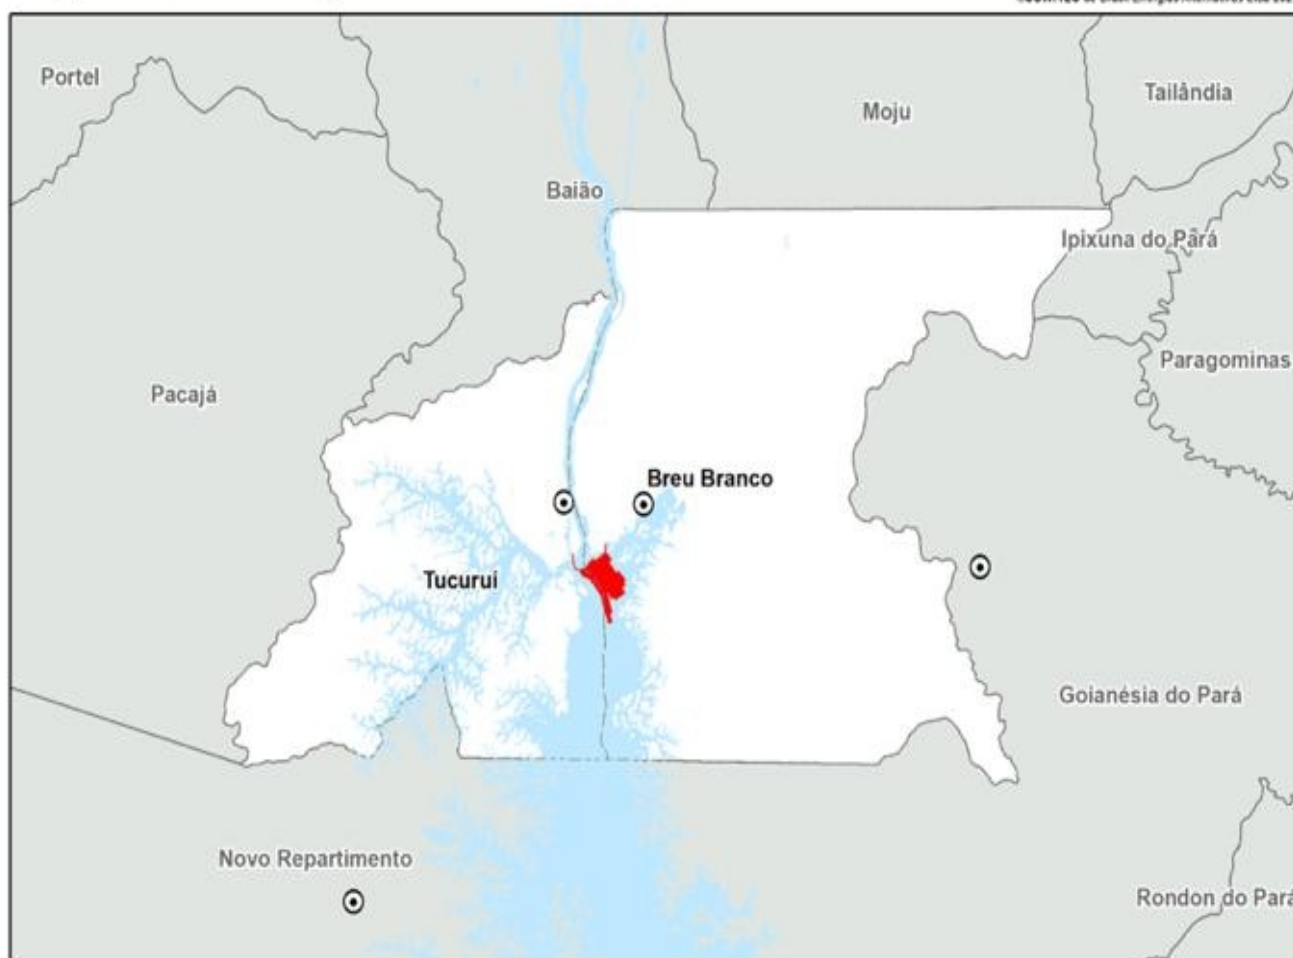 Portel
Moju
Tailândia
Baião
Ipixuna do Pará
Paragominas
Pacajá
Breu Branco
Tucuruí
Goianésia do Pará
Novo Repartimento
Rondon do Pará